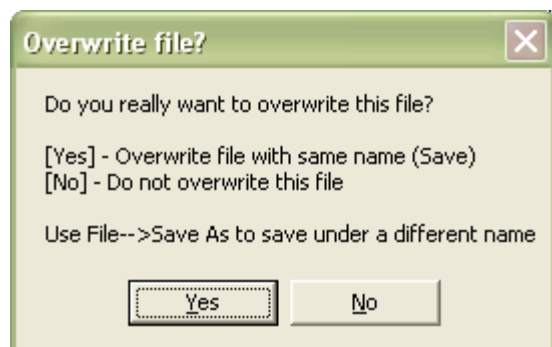 Overwrite file?
Do you really want to overwrite this file?
[Yes] - Overwrite file with same name (Save)
[No] - Do not overwrite this file
Use File-->Save As to save under a different name
Yes
No